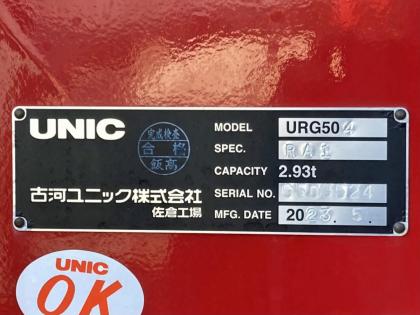 UNIC
完成検査
合格
飯高
MODEL URG504
SPEC. RA1
CAPACITY 2.93t
SERIAL NO.
MFG. DATE 2023.5.
古河ユニック株式会社
佐倉工場
UNIC
OK